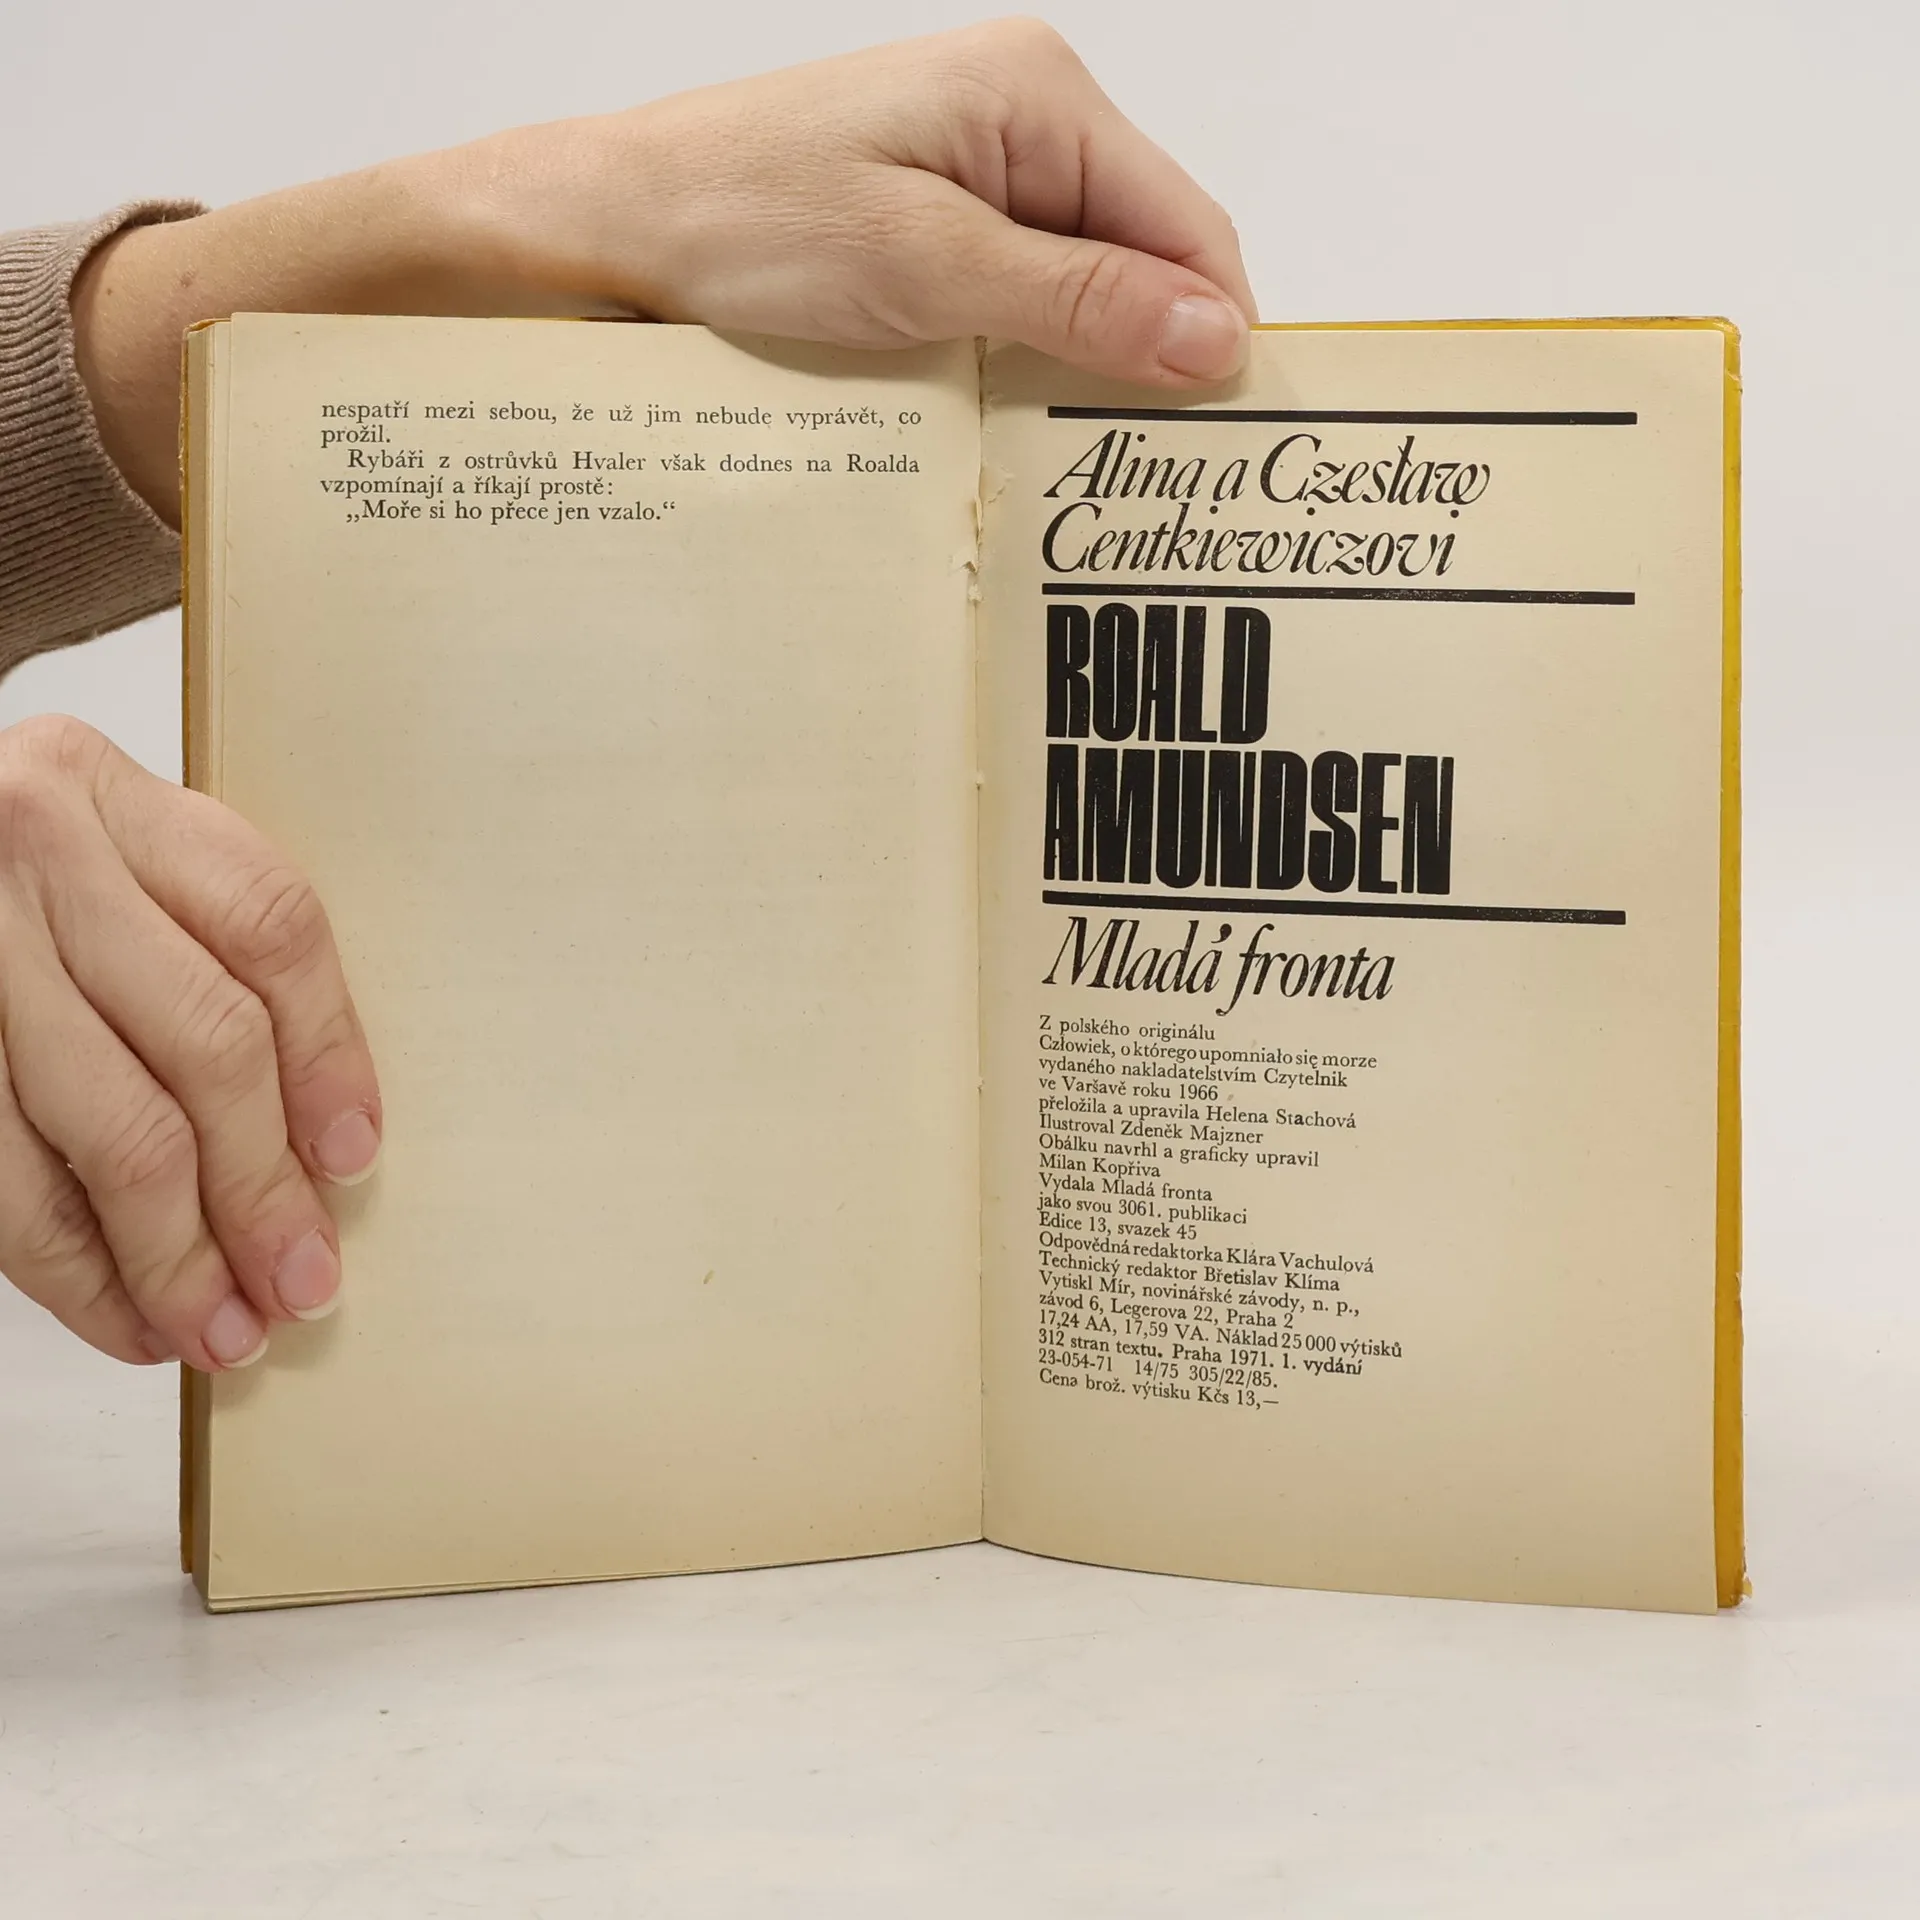 nespatří mezi sebou, že už jim nebude vyprávět, co
prožil.
Rybáři z ostrůvků Hvaler však dodnes na Roalda
vzpomínají a říkají prostě:
„Moře si ho přece jen vzalo.“
Alina a Czesław
Centkiewiczovi
ROALD
AMUNDSEN
Mladá fronta
Z polského originálu
Człowiek, o którego upomniało się morze
vydaného nakladatelstvím Czytelnik
ve Varšavě roku 1966
přeložila a upravila Helena Stachová
Ilustroval Zdeněk Majzner
Obálku navrhl a graficky upravil
Milan Kopřiva
Vydala Mladá fronta
jako svou 3061. publikaci
Edice 13, svazek 45
Odpovědná redaktorka Klára Vachulová
Technický redaktor Břetislav Klíma
Vytiskl Mír, novinářské závody, n. p.,
závod 6, Legerova 22, Praha 2
17,24 AA, 17,59 VA. Náklad 25 000 výtisků
312 stran textu. Praha 1971. 1. vydání
23-054-71 14/75 305/22/85.
Cena brož. výtisku Kčs 13,—